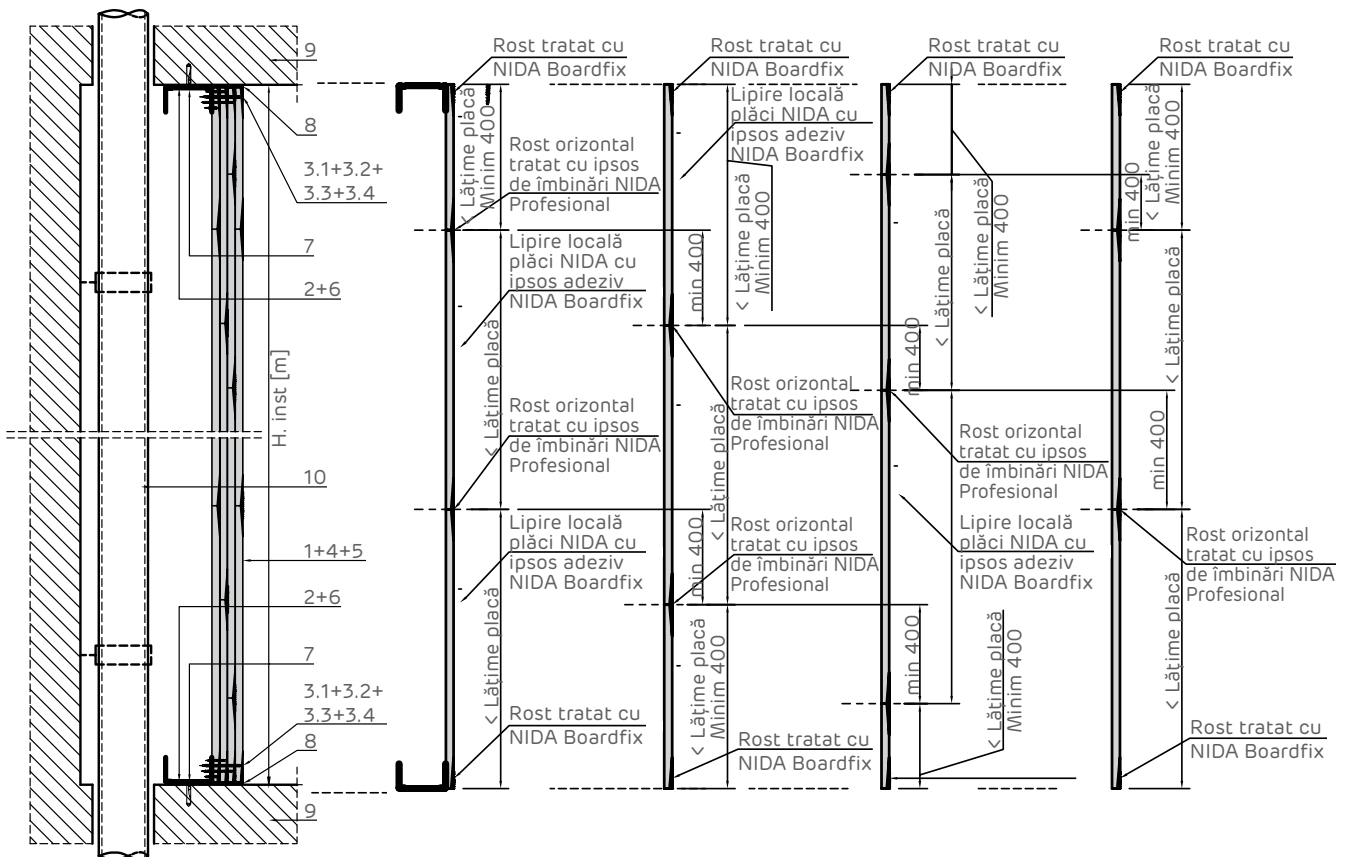 9
8
3.1+3.2+
3.3+3.4
7
2+6
H. inst [m]
10
1+4+5
2+6
7
3.1+3.2+
3.3+3.4
8
9
Rost tratat cu
NIDA Boardfix
< Lățime placă
Minim 400
Rost orizontal
tratat cu ipsos
de îmbinări NIDA
Profesional
Lipire locală
plăci NIDA cu
ipsos adeziv
NIDA Boardfix
< Lățime placă
Rost orizontal
tratat cu ipsos
de îmbinări NIDA
Profesional
Lipire locală
plăci NIDA cu
ipsos adeziv
NIDA Boardfix
< Lățime placă
Rost tratat cu
NIDA Boardfix
Rost tratat cu
NIDA Boardfix
Lipire locală
plăci NIDA cu
ipsos adeziv
NIDA Boardfix
min 400
< Lățime placă
Minim 400
Rost orizontal
tratat cu ipsos
de îmbinări NIDA
Profesional
< Lățime placă
min 400
Rost orizontal
tratat cu ipsos
de îmbinări NIDA
Profesional
< Lățime placă
Minim 400
Rost tratat cu
NIDA Boardfix
Rost tratat cu
NIDA Boardfix
< Lățime placă
< Lățime placă
Minim 400
min 400
Rost orizontal
tratat cu ipsos
de îmbinări NIDA
Profesional
Lipire locală
plăci NIDA cu
ipsos adeziv
NIDA Boardfix
min 400
< Lățime placă
Minim 400
Rost tratat cu
NIDA Boardfix
min 400
< Lățime placă
Minim 400
< Lățime placă
min 400
Rost orizontal
tratat cu ipsos
de îmbinări NIDA
Profesional
< Lățime placă
Rost tratat cu
NIDA Boardfix